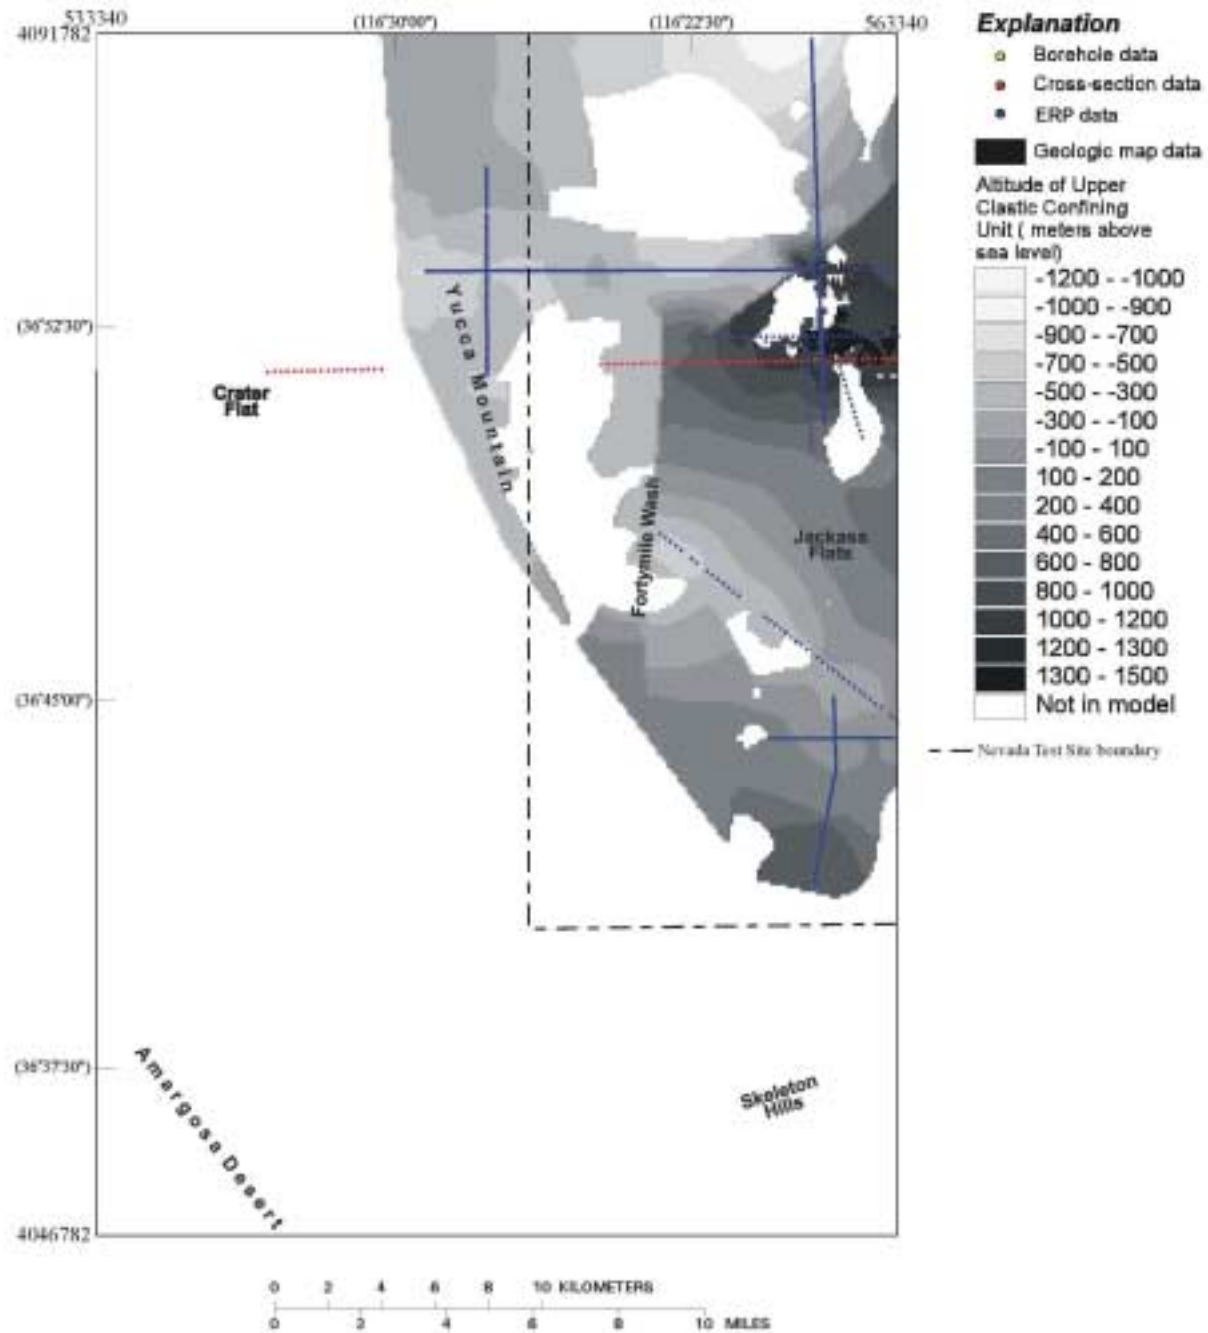 533340 (116°30'00") (116°22'30") 563340
4091782
(36°52'30")
(36°45'00")
(36°37'30")
4046782
Yucca Mountain
Crater
Flat
Fortymile Wash
Jackass
Flats
Skeleton
Hills
Amargosa Desert
Explanation
Borehole data
Cross-section data
ERP data
Geologic map data
Altitude of Upper
Clastic Confining
Unit ( meters above
sea level)
-1200 - -1000
-1000 - -900
-900 - -700
-700 - -500
-500 - -300
-300 - -100
-100 - 100
100 - 200
200 - 400
400 - 600
600 - 800
800 - 1000
1000 - 1200
1200 - 1300
1300 - 1500
Not in model
Nevada Test Site boundary
0 2 4 6 8 10 KILOMETERS
0 2 4 6 8 10 MILES